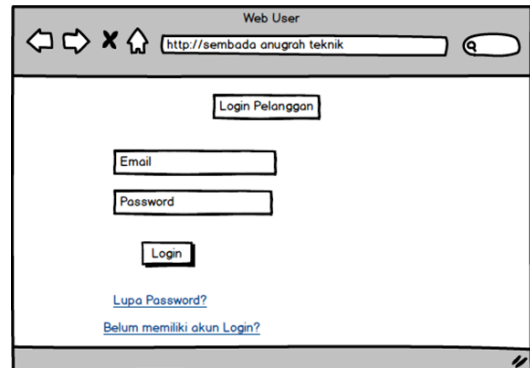 Web User
http://sembada anugrah teknik
Login Pelanggan
Email
Password
Login
Lupa Password?
Belum memiliki akun Login?